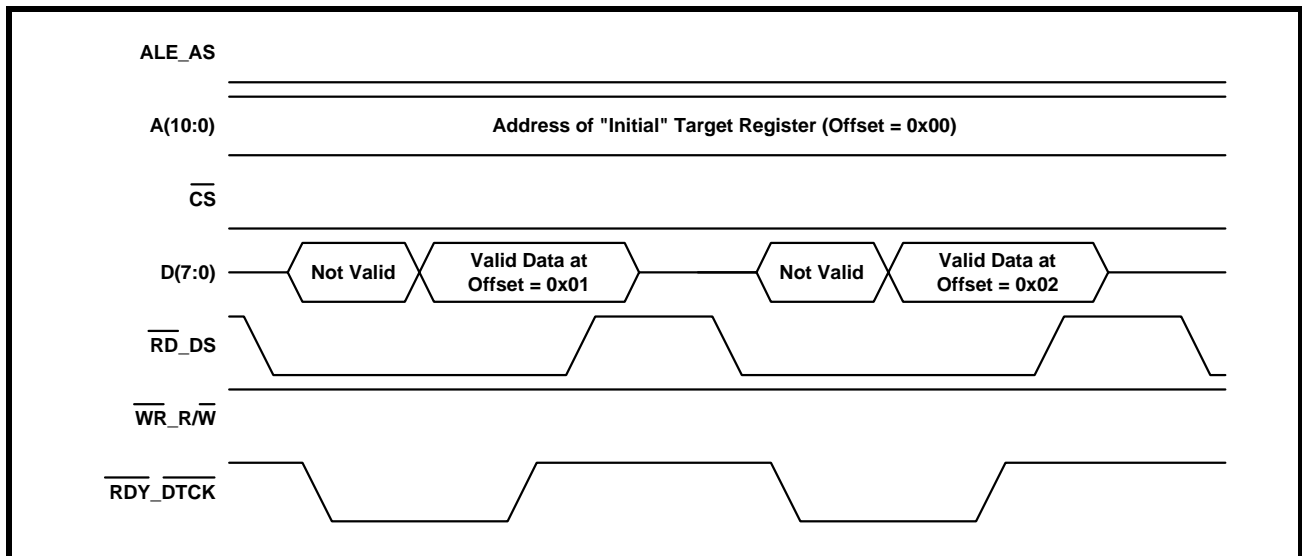 ALE_AS
A(10:0)
Address of "Initial" Target Register (Offset = 0x00)
CS
D(7:0)
Not Valid
Valid Data at
Offset = 0x01
Not Valid
Valid Data at
Offset = 0x02
RD_DS
WR_R/W
RDY_DTCK